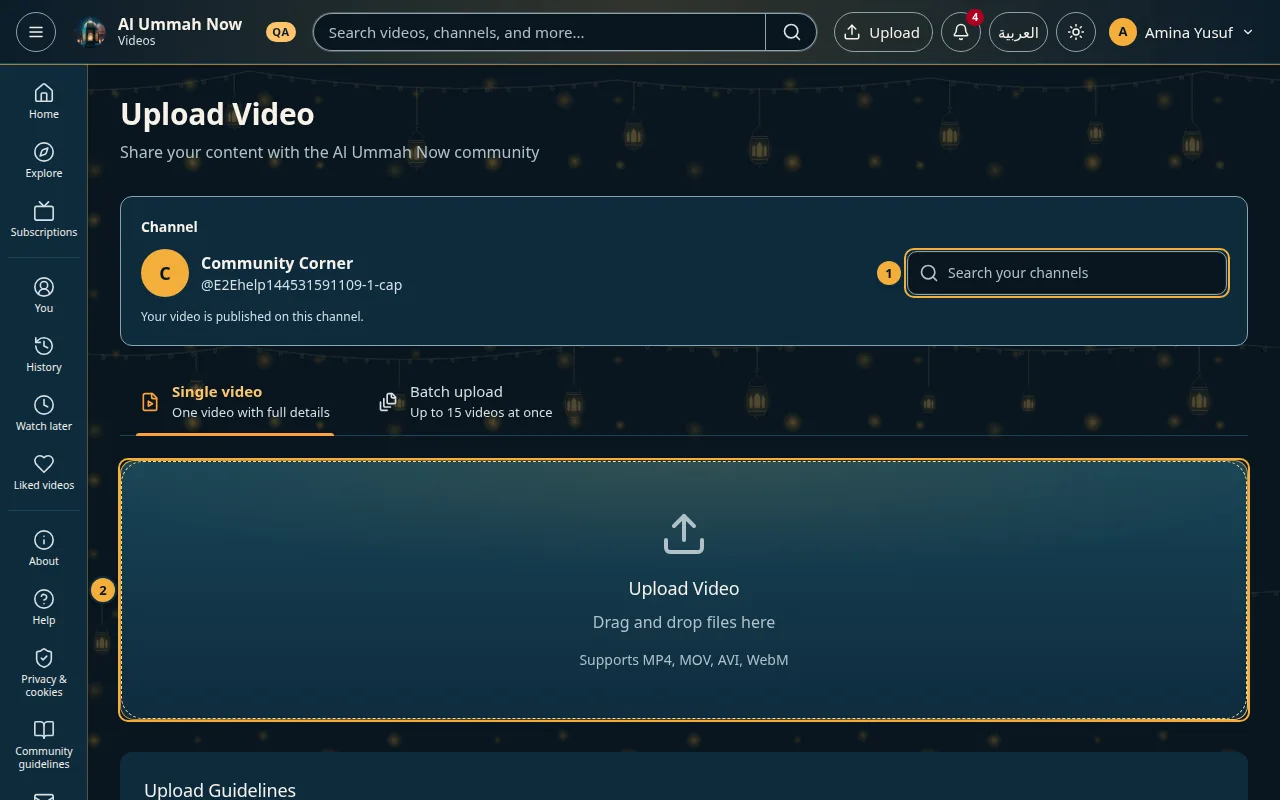 Al Ummah Now
Videos
QA
Search videos, channels, and more...
Upload
4
العربية
A
Amina Yusuf
Home
Explore
Subscriptions
You
History
Watch later
Liked videos
About
Help
Privacy &
cookies
Community
guidelines
Upload Video
Share your content with the Al Ummah Now community
Channel
C
Community Corner
@E2Ehelp144531591109-1-cap
Your video is published on this channel.
1
Search your channels
Single video
One video with full details
Batch upload
Up to 15 videos at once
2
Upload Video
Drag and drop files here
Supports MP4, MOV, AVI, WebM
Upload Guidelines